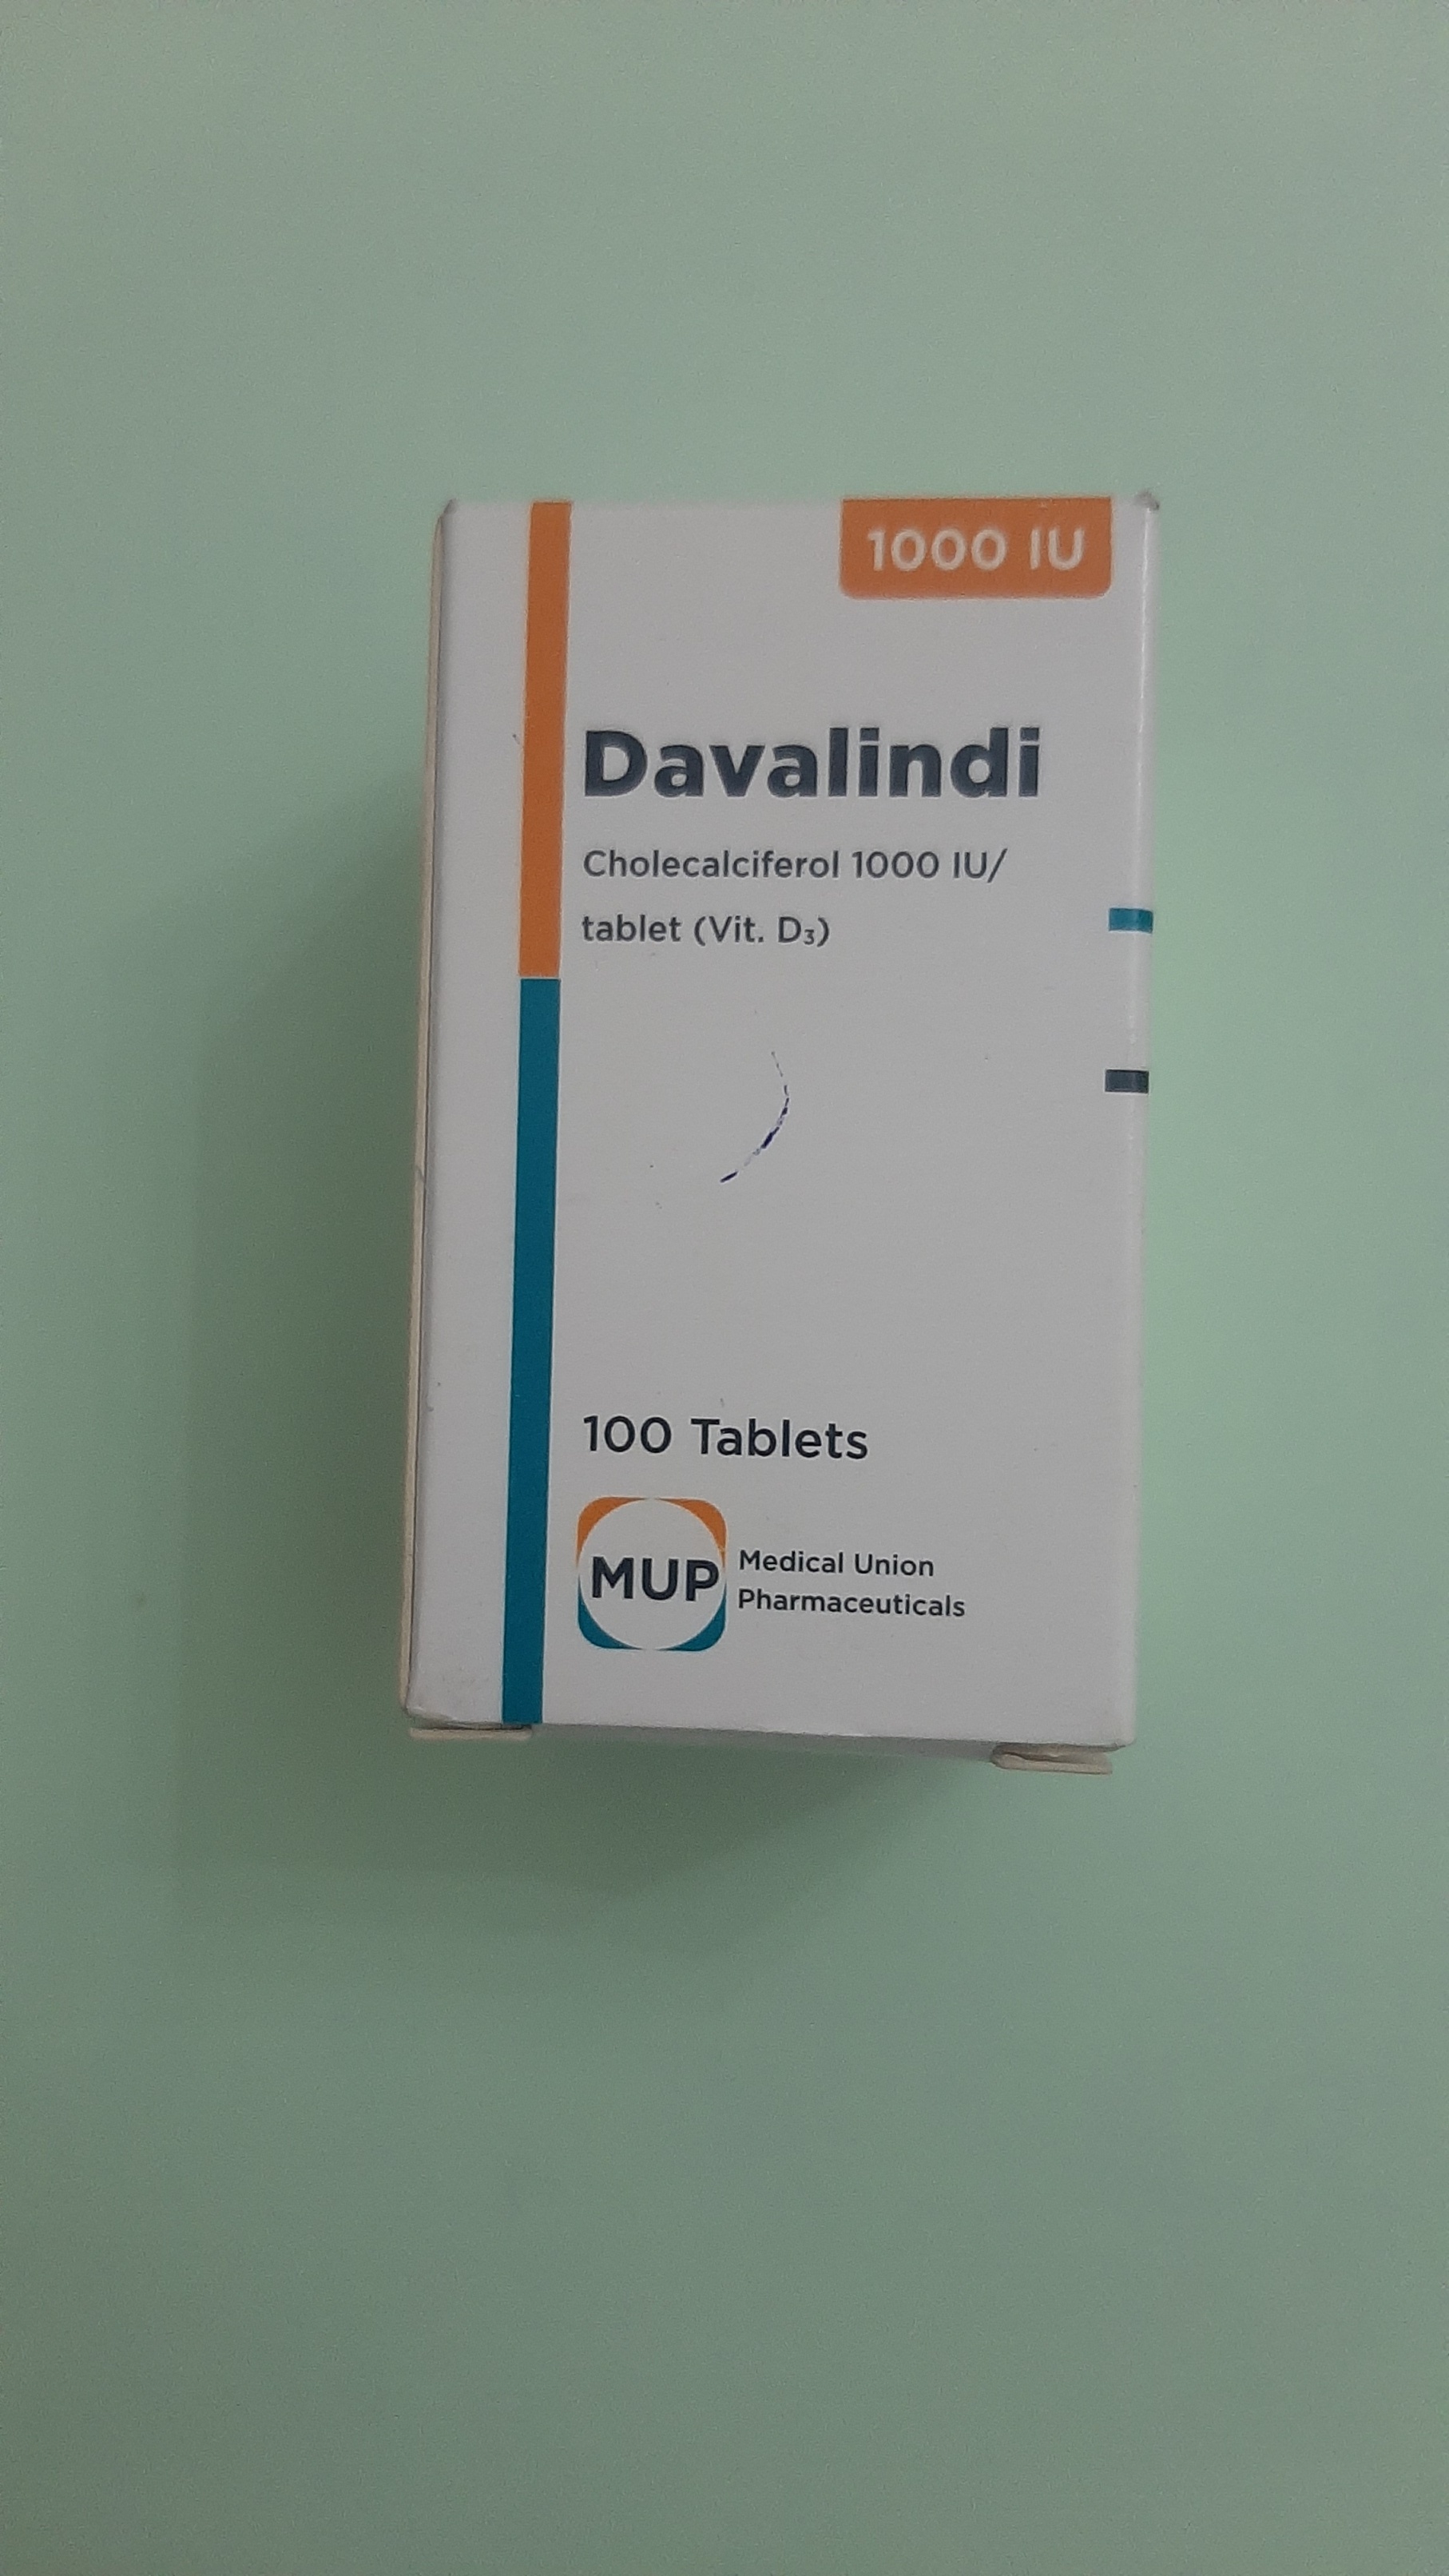 1000 IU
Davalindi
Cholecalciferol 1000 IU/
tablet (Vit. D₃)
100 Tablets
MUP
Medical Union
Pharmaceuticals